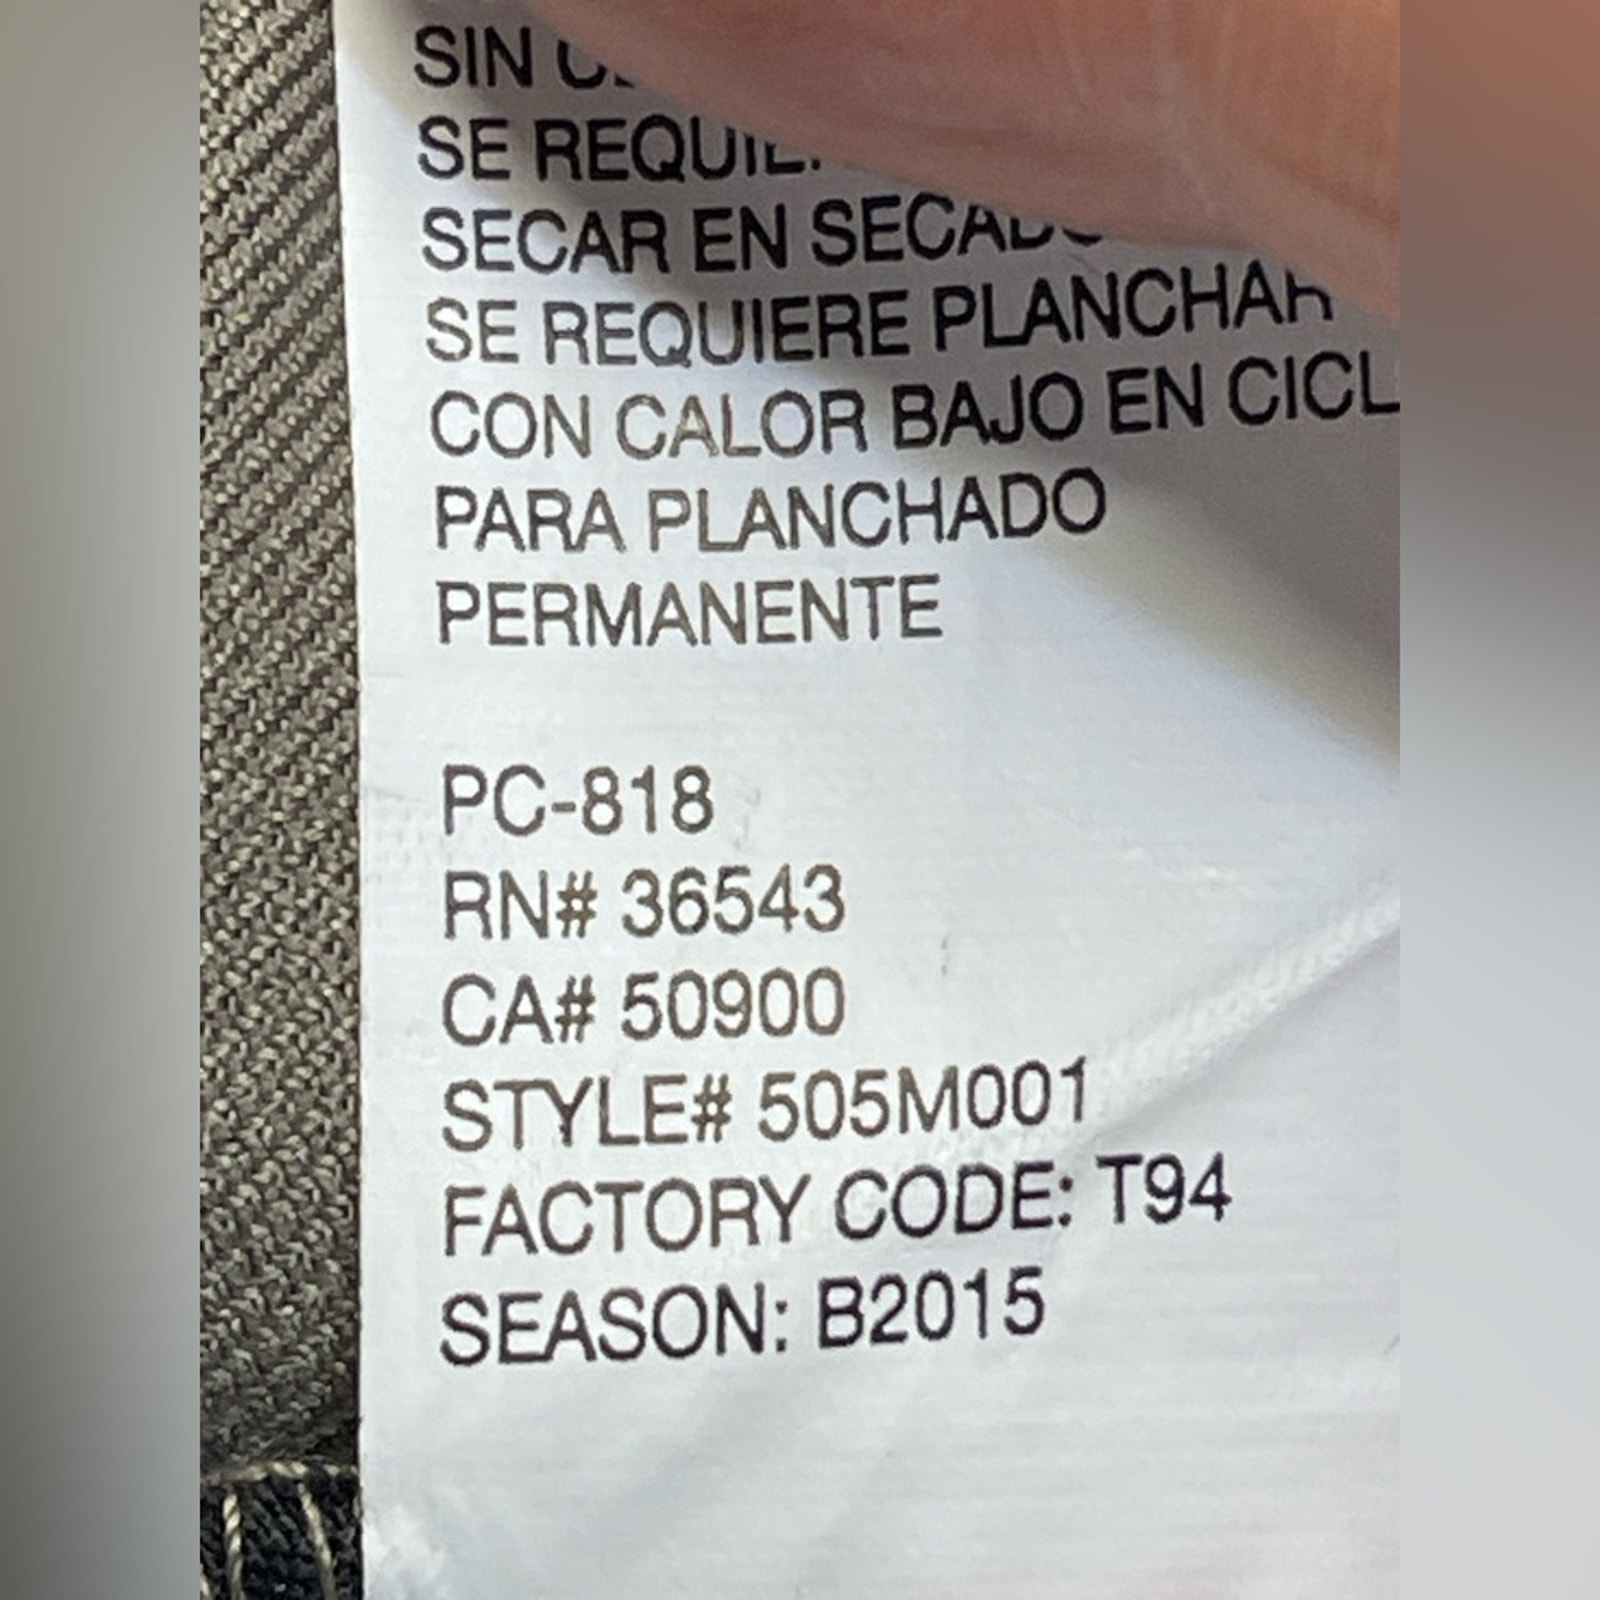 SIN
SE
SECAR EN
SE REQUIERE PLANCHAR
CON CALOR BAJO EN
PARA PLANCHADO
PERMANENTE
PC-818
RN# 36543
CA# 50900
STYLE# 505M001
FACTORY CODE: T94
SEASON: B2015